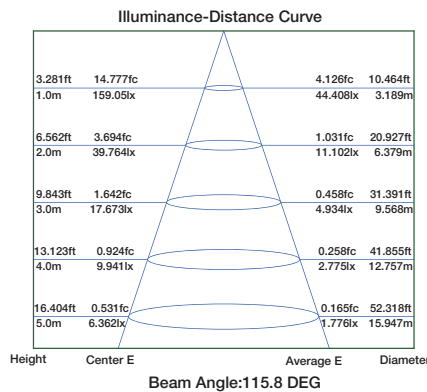 Illuminance-Distance Curve
3.281ft 14.777fc 4.126fc 10.464ft
1.0m 159.05lx 44.408lx 3.189m
6.562ft 3.694fc 1.031fc 20.927ft
2.0m 39.764lx 11.102lx 6.379m
9.843ft 1.642fc 0.458fc 31.391ft
3.0m 17.673lx 4.934lx 9.568m
13.123ft 0.924fc 0.258fc 41.855ft
4.0m 9.941lx 2.775lx 12.757m
16.404ft 0.531fc 0.165fc 52.318ft
5.0m 6.362lx 1.776lx 15.947m
Height Center E Average E Diameter
Beam Angle:115.8 DEG